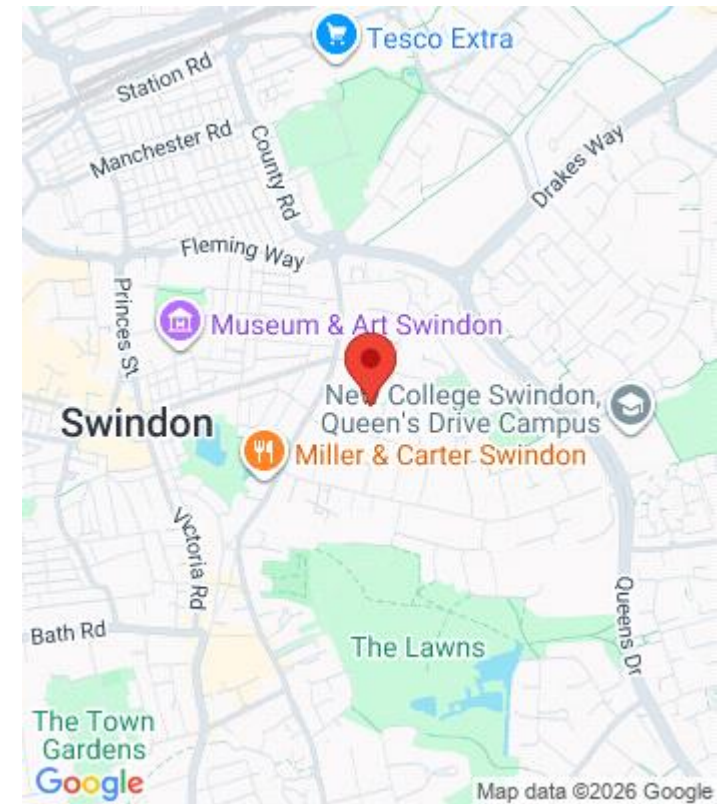 Tesco Extra
Station Rd
Manchester Rd
County Rd
Drakes Way
Fleming Way
Princes St
Museum & Art Swindon
New College Swindon,
Queen's Drive Campus
Swindon
Miller & Carter Swindon
Victoria Rd
Queens Dr
Bath Rd
The Lawns
The Town
Gardens
Google
Map data ©2026 Google